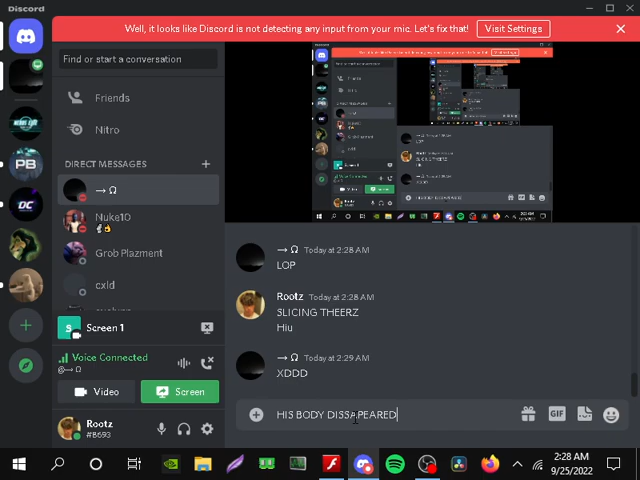 Discord
Well, it looks like Discord is not detecting any input from your mic. Let's fix that!
Visit Settings
Find or start a conversation
Friends
Nitro
DIRECT MESSAGES
→ Ω
Nuke10
Grob Plazment
cxld
Screen 1
Voice Connected
Video
Screen
Rootz
#8693
→ Ω Today at 2:28 AM
LOP
Rootz Today at 2:28 AM
SLICING THEERZ
Hiu
→ Ω Today at 2:29 AM
XDDD
HIS BODY DISSAPEARED
GIF
PB
DC
2:28 AM
9/25/2022